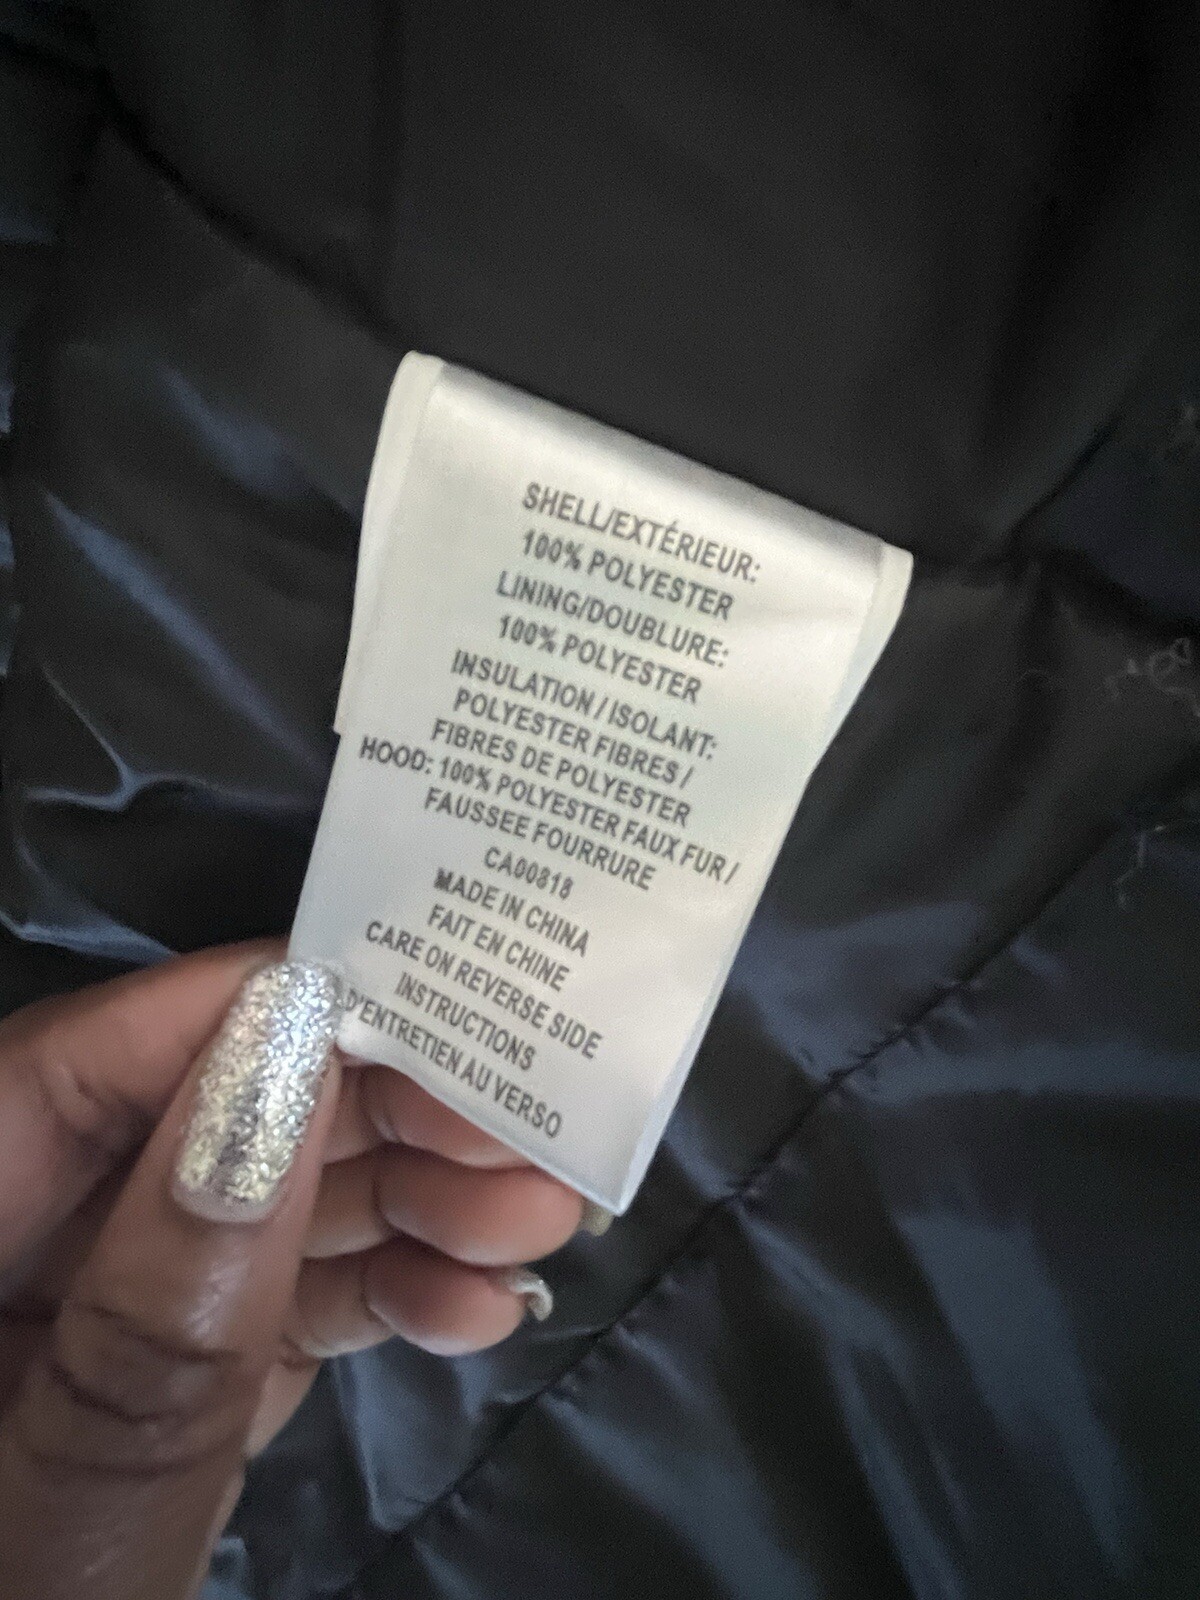 SHELL/EXTÉRIEUR:
100% POLYESTER
LINING/DOUBLURE:
100% POLYESTER
INSULATION / ISOLANT:
POLYESTER FIBRES /
FIBRES DE POLYESTER
HOOD: 100% POLYESTER FAUX FUR /
FAUSSEE FOURRURE
CA00818
MADE IN CHINA
FAIT EN CHINE
CARE ON REVERSE SIDE
INSTRUCTIONS
D'ENTRETIEN AU VERSO